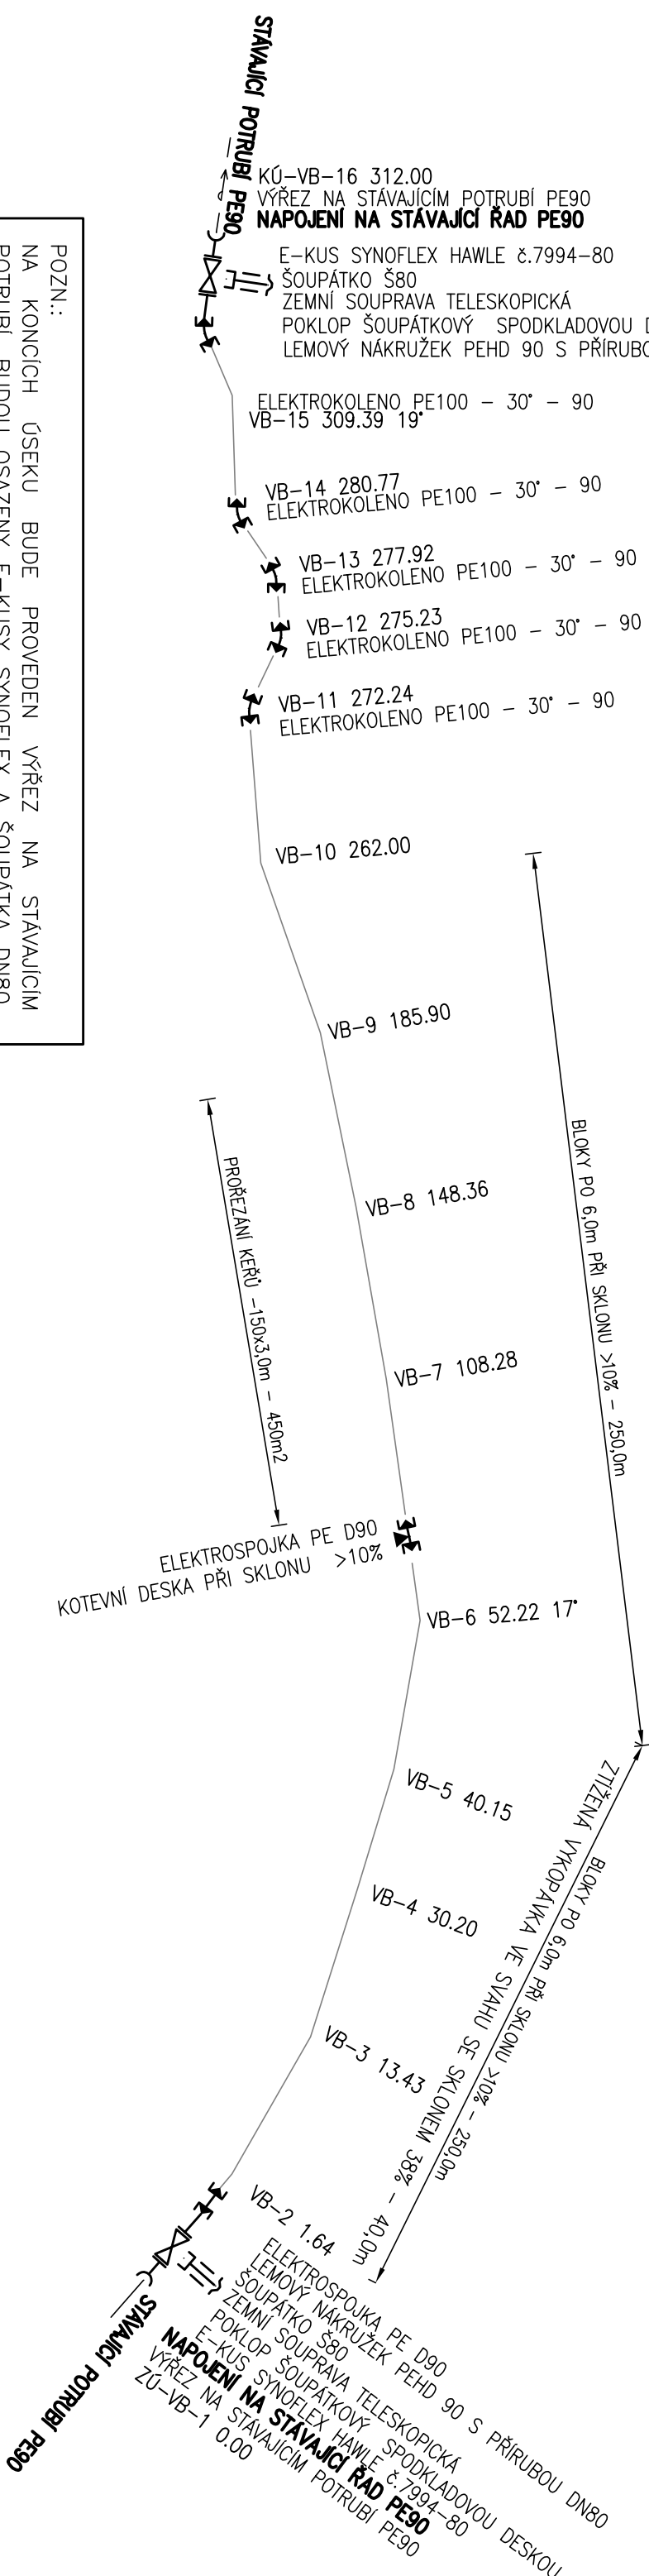 STÁVAJÍCÍ POTRUBÍ PE90
KÚ-VB-16 312.00
VÝŘEZ NA STÁVAJÍCÍM POTRUBÍ PE90
NAPOJENÍ NA STÁVAJÍCÍ ŘAD PE90
E-KUS SYNOFLEX HAWLE č.7994-80
ŠOUPÁTKO Š80
ZEMNÍ SOUPRAVA TELESKOPICKÁ
POKLOP ŠOUPÁTKOVÝ SPODKLADOVOU
LEMOVÝ NÁKRUŽEK PEHD 90 S
POZN.:
NA KONCÍCH ÚSEKU BUDE PROVEDEN VÝŘEZ NA STÁVAJÍCÍM
POTRUBÍ BUDOU OSAZENY E-KUSY SYNOFLEX A ŠOUPÁTKA DN80
ELEKTROKOLENO PE100 - 30° - 90
VB-15 309.39 19°
VB-14 280.77
ELEKTROKOLENO PE100 - 30° - 90
VB-13 277.92
ELEKTROKOLENO PE100 - 30° - 90
VB-12 275.23
ELEKTROKOLENO PE100 - 30° - 90
VB-11 272.24
ELEKTROKOLENO PE100 - 30° - 90
VB-10 262.00
VB-9 185.90
BLOKY PO 6,0m PŘI SKLONU >10% - 250,0m
PROŘEZÁNÍ KEŘŮ -150x3,0m - 450m2
VB-8 148.36
VB-7 108.28
ELEKTROSPOJKA PE D90
KOTEVNÍ DESKA PŘI SKLONU >10%
VB-6 52.22 17°
VB-5 40.15
VB-4 30.20
VB-3 13.43
BLOKY PO 6,0m PŘI SKLONU >10% - 250,0m
ZTÍŽENÁ VYKOPÁVKA VE SVAHU SE SKLONEM 38% - 40,0m
VB-2 1.64
ELEKTROSPOJKA PE D90
LEMOVÝ NÁKRUŽEK PEHD 90 S PŘÍRUBOU DN80
ŠOUPÁTKO Š80
ZEMNÍ SOUPRAVA TELESKOPICKÁ
POKLOP ŠOUPÁTKOVÝ SPODKLADOVOU DESKOU
E-KUS SYNOFLEX HAWLE č.7994-80
NAPOJENÍ NA STÁVAJÍCÍ ŘAD PE90
VÝŘEZ NA STÁVAJÍCÍM POTRUBÍ PE90
ZÚ-VB-1 0.00
STÁVAJÍCÍ POTRUBÍ PE90